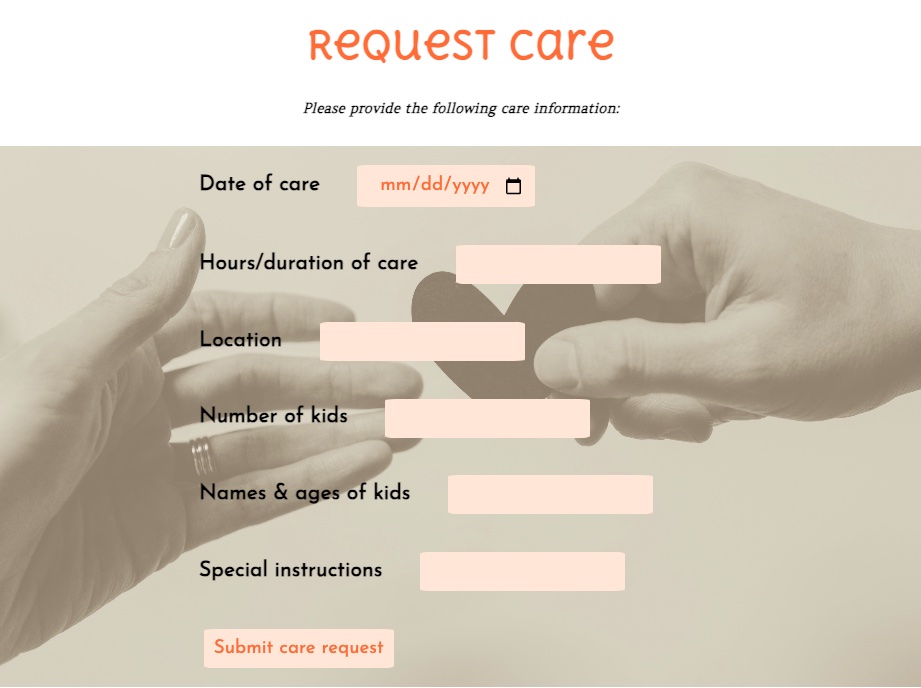 Request Care
Please provide the following care information:
Date of care mm/dd/yyyy
Hours/duration of care
Location
Number of kids
Names & ages of kids
Special instructions
Submit care request